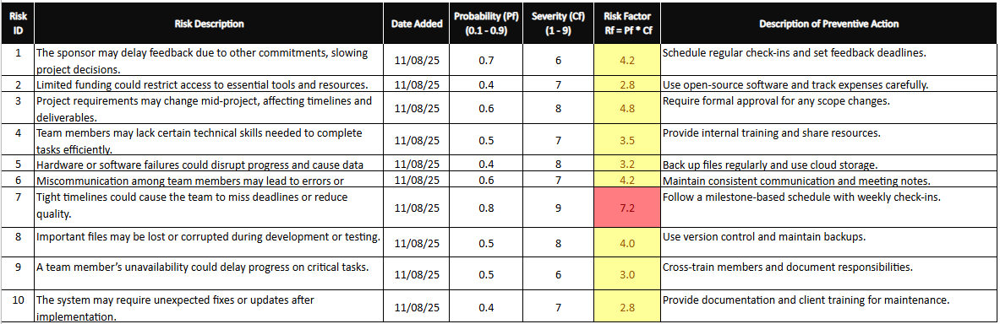 Risk ID Risk Description Date Added Probability (Pf) (0.1 - 0.9) Severity (Cf) (1 - 9) Risk Factor Rf = Pf * Cf Description of Preventive Action
1 The sponsor may delay feedback due to other commitments, slowing project decisions. 11/08/25 0.7 6 4.2 Schedule regular check-ins and set feedback deadlines.
2 Limited funding could restrict access to essential tools and resources. 11/08/25 0.4 7 2.8 Use open-source software and track expenses carefully.
3 Project requirements may change mid-project, affecting timelines and deliverables. 11/08/25 0.6 8 4.8 Require formal approval for any scope changes.
4 Team members may lack certain technical skills needed to complete tasks efficiently. 11/08/25 0.5 7 3.5 Provide internal training and share resources.
5 Hardware or software failures could disrupt progress and cause data 11/08/25 0.4 8 3.2 Back up files regularly and use cloud storage.
6 Miscommunication among team members may lead to errors or 11/08/25 0.6 7 4.2 Maintain consistent communication and meeting notes.
7 Tight timelines could cause the team to miss deadlines or reduce quality. 11/08/25 0.8 9 7.2 Follow a milestone-based schedule with weekly check-ins.
8 Important files may be lost or corrupted during development or testing. 11/08/25 0.5 8 4.0 Use version control and maintain backups.
9 A team member's unavailability could delay progress on critical tasks. 11/08/25 0.5 6 3.0 Cross-train members and document responsibilities.
10 The system may require unexpected fixes or updates after implementation. 11/08/25 0.4 7 2.8 Provide documentation and client training for maintenance.